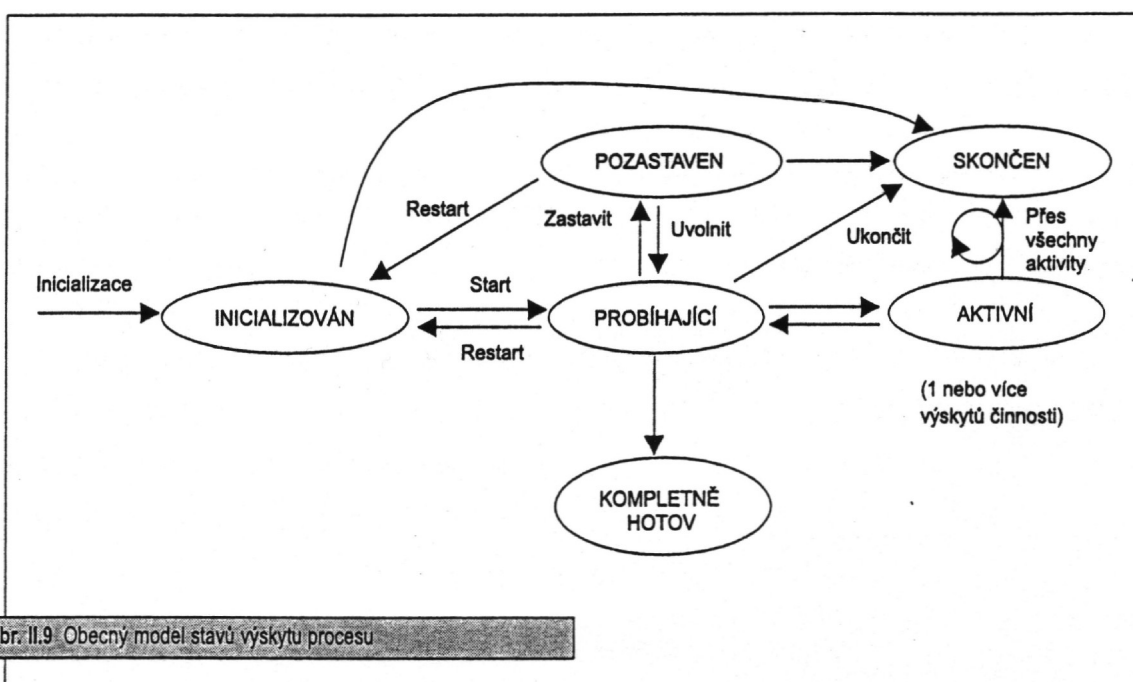 POZASTAVEN
SKONČEN
Restart
Zastavit
Uvolnit
Ukončit
Přes
všechny
aktivity
Inicializace
INICIALIZOVÁN
Start
Restart
PROBÍHAJÍCÍ
AKTIVNÍ
(1 nebo více
výskytů činnosti)
KOMPLETNĚ
HOTOV
br. II.9 Obecný model stavů výskytu procesu